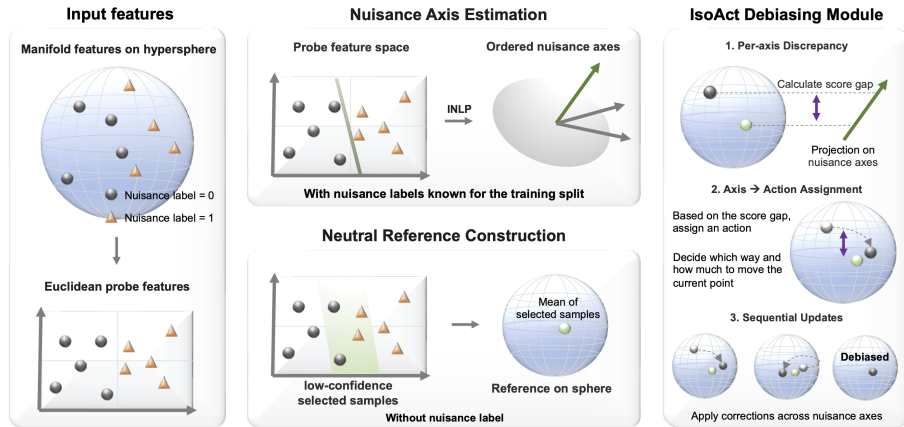 Input features
Manifold features on hypersphere
Nuisance label = 0
Nuisance label = 1
Euclidean probe features
Nuisance Axis Estimation
Probe feature space
Ordered nuisance axes
INLP
With nuisance labels known for the training split
Neutral Reference Construction
Mean of
selected samples
low-confidence
selected samples
Reference on sphere
Without nuisance label
IsoAct Debiasing Module
1. Per-axis Discrepancy
Calculate score gap
Projection on
nuisance axes
2. Axis → Action Assignment
Based on the score gap,
assign an action
Decide which way and
how much to move the
current point
3. Sequential Updates
Debiased
Apply corrections across nuisance axes